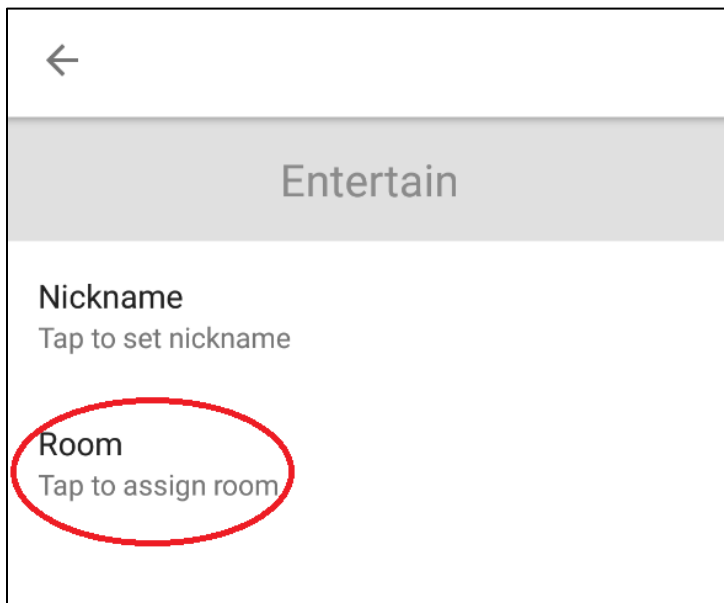 Entertain
Nickname
Tap to set nickname
Room
Tap to assign room